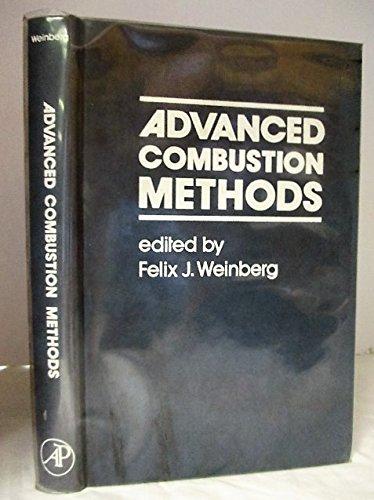 Weinberg
ADVANCED COMBUSTION METHODS
AP
ADVANCED
COMBUSTION
METHODS
edited by
Felix J. Weinberg